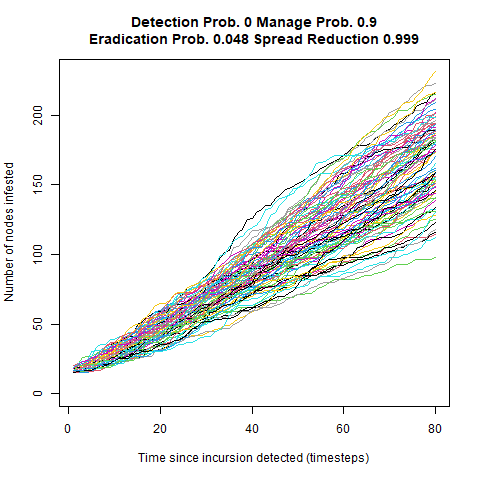 Detection Prob. 0 Manage Prob. 0.9
Eradication Prob. 0.048 Spread Reduction 0.999
Number of nodes infested
200
150
100
50
0
0 20 40 60 80
Time since incursion detected (timesteps)